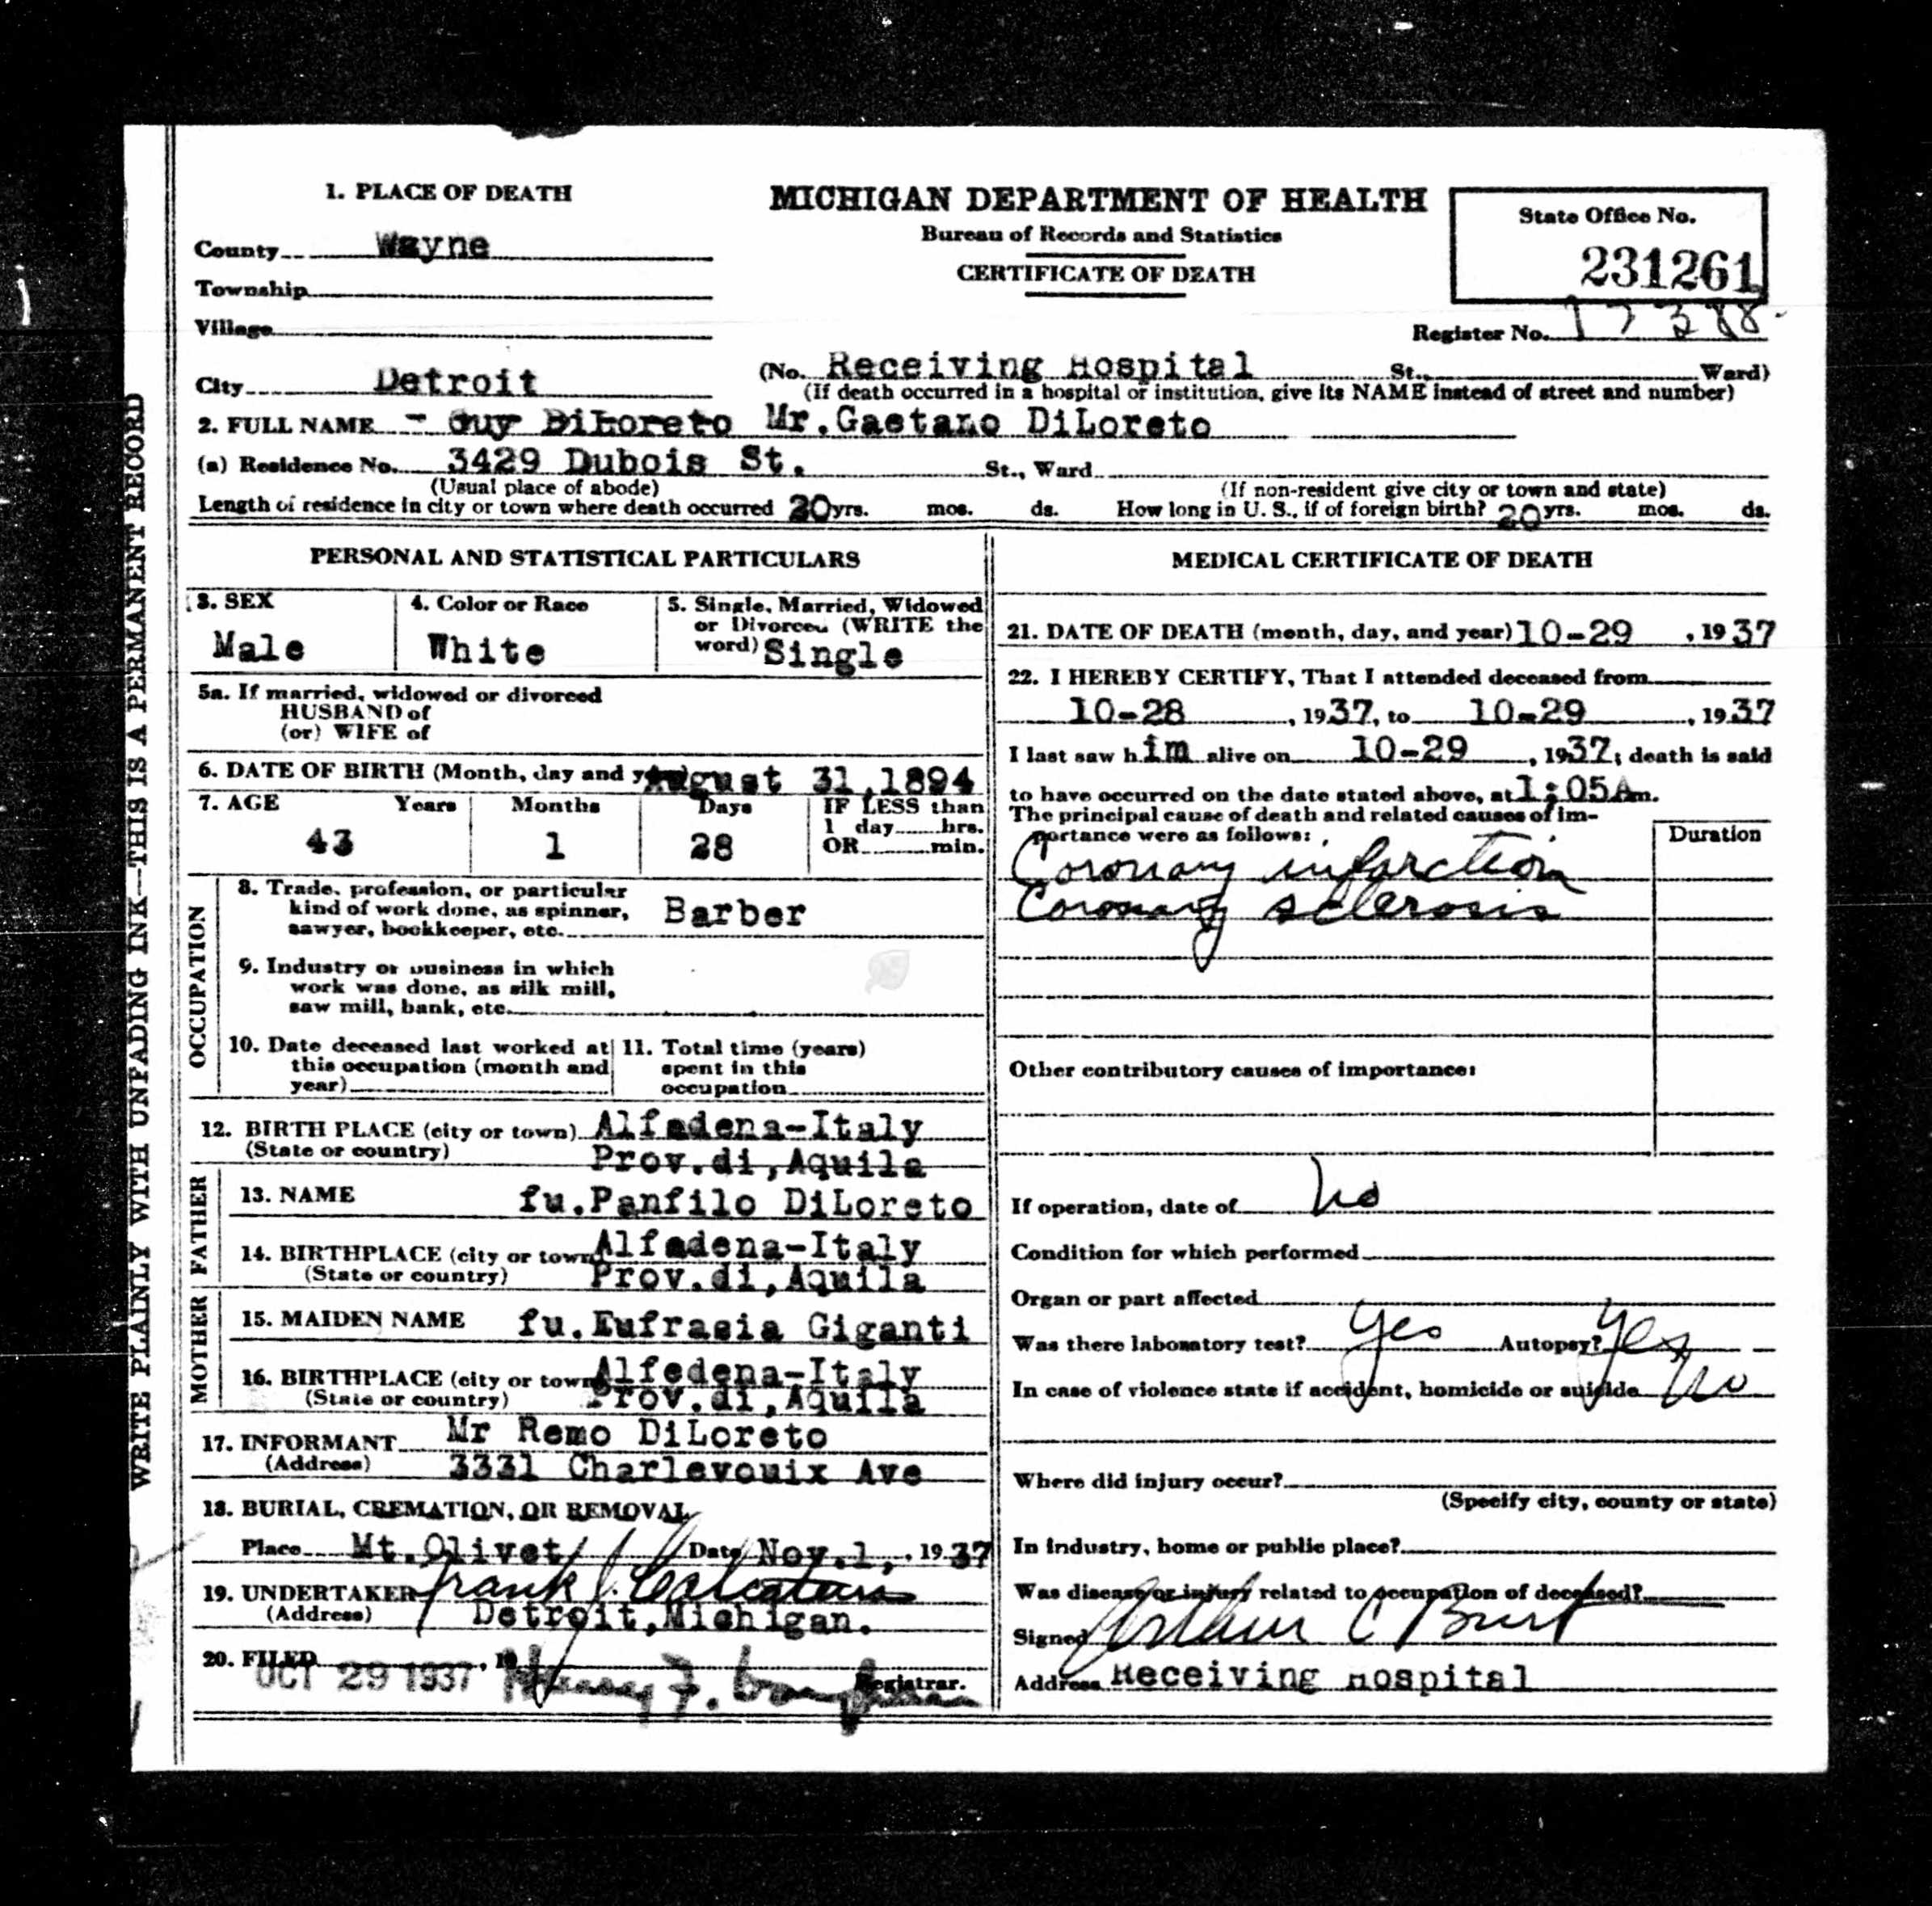 1. PLACE OF DEATH
MICHIGAN DEPARTMENT OF HEALTH
Bureau of Records and Statistics
CERTIFICATE OF DEATH
State Office No.
231261
County Wayne
Township
Village
Register No. 17388
City Detroit (No. Receiving Hospital St., Ward)
(If death occurred in a hospital or institution, give its NAME instead of street and number)
2. FULL NAME - Guy DiLoreto Mr.Gaetano DiLoreto
(a) Residence No. 3429 Dubois St. St., Ward
(Usual place of abode) (If non-resident give city or town and state)
Length of residence in city or town where death occurred 20 yrs. mos. ds. How long in U. S., if of foreign birth? 20 yrs. mos. ds.
WRITE PLAINLY WITH UNFADING INK—THIS IS A PERMANENT RECORD
PERSONAL AND STATISTICAL PARTICULARS
3. SEX
Male
4. Color or Race
White
5. Single, Married, Widowed
or Divorced (WRITE the
word) Single
5a. If married, widowed or divorced
HUSBAND of
(or) WIFE of
6. DATE OF BIRTH (Month, day and year) August 31,1894
7. AGE Years Months Days IF LESS than
1 day hrs.
43 1 28 OR min.
OCCUPATION
8. Trade, profession, or particular
kind of work done, as spinner, Barber
sawyer, bookkeeper, etc.
9. Industry or business in which
work was done, as silk mill,
saw mill, bank, etc.
10. Date deceased last worked at
this occupation (month and
year)
11. Total time (years)
spent in this
occupation
12. BIRTH PLACE (city or town) Alfadena-Italy
(State or country) Prov.di,Aquila
FATHER
13. NAME fu.Panfilo DiLoreto
14. BIRTHPLACE (city or town Alfadena-Italy
(State or country) Prov.di,Aquila
MOTHER
15. MAIDEN NAME fu.Eufrasia Giganti
16. BIRTHPLACE (city or town Alfedena-Italy
(State or country) Prov.di,Aquila
17. INFORMANT Mr Remo DiLoreto
(Address) 3331 Charlevouix Ave
18. BURIAL, CREMATION, OR REMOVAL
Place Mt.Olivet Date Nov.1, , 1937
19. UNDERTAKER Frank J. Calcaterra
(Address) Detroit,Michigan.
20. FILED OCT 29 1937 , 19 Henry F. Vaughan
Registrar.
MEDICAL CERTIFICATE OF DEATH
21. DATE OF DEATH (month, day, and year) 10-29 , 1937
22. I HEREBY CERTIFY, That I attended deceased from
10-28 , 1937, to 10-29 , 1937
I last saw him alive on 10-29 , 1937; death is said
to have occurred on the date stated above, at 1:05Am.
The principal cause of death and related causes of im-
portance were as follows: Duration
Coronary infarction
Coronary sclerosis
Other contributory causes of importance:
If operation, date of no
Condition for which performed
Organ or part affected
Was there laboratory test? Yes Autopsy? Yes
In case of violence state if accident, homicide or suicide No
Where did injury occur?
(Specify city, county or state)
In industry, home or public place?
Was disease or injury related to occupation of deceased?
Signed Arthur C Burt
Address Receiving Hospital